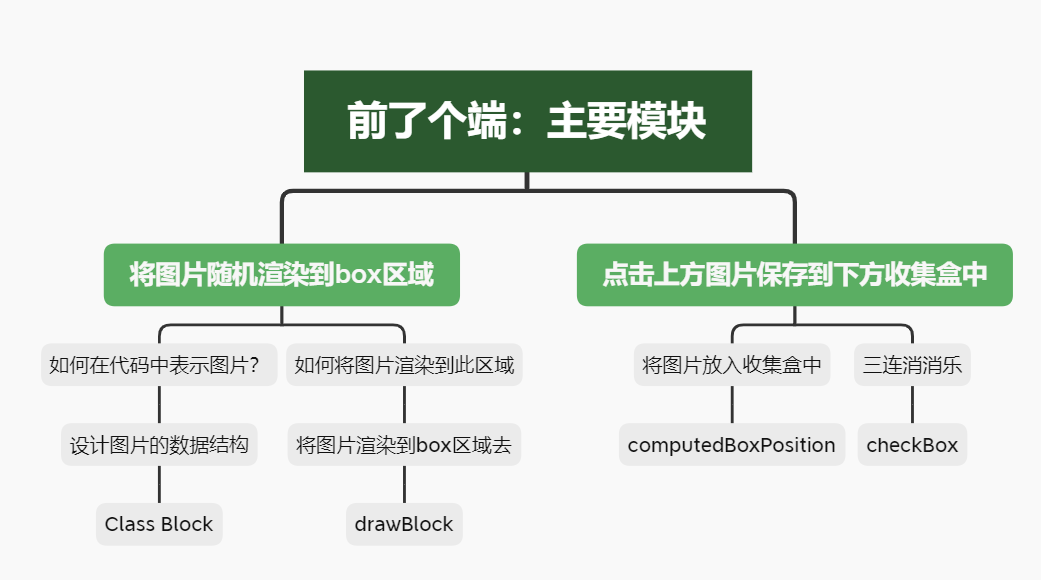 前了个端：主要模块
将图片随机渲染到box区域
点击上方图片保存到下方收集盒中
如何在代码中表示图片？
如何将图片渲染到此区域
将图片放入收集盒中
三连消消乐
设计图片的数据结构
将图片渲染到box区域去
computedBoxPosition
checkBox
Class Block
drawBlock